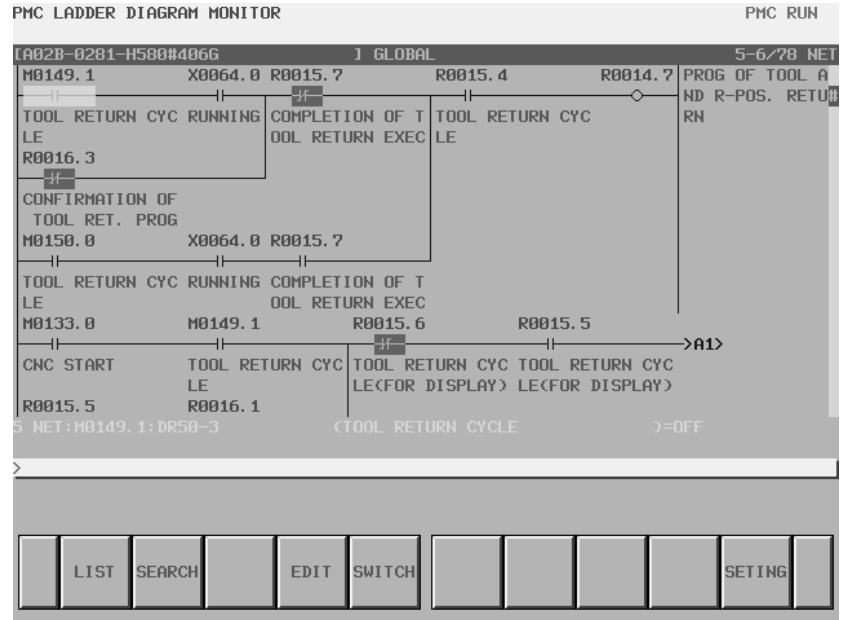 PMC LADDER DIAGRAM MONITOR PMC RUN
[A02B-0281-H580#406G ] GLOBAL 5-6/78 NET
M0149.1 X0064.0 R0015.7 R0015.4 R0014.7 PROG OF TOOL A
ND R-POS. RETU#
TOOL RETURN CYC RUNNING COMPLETION OF T TOOL RETURN CYC RN
LE OOL RETURN EXEC LE
R0016.3
CONFIRMATION OF
TOOL RET. PROG
M0150.0 X0064.0 R0015.7
TOOL RETURN CYC RUNNING COMPLETION OF T
LE OOL RETURN EXEC
M0133.0 M0149.1 R0015.6 R0015.5
>A1>
CNC START TOOL RETURN CYC TOOL RETURN CYC TOOL RETURN CYC
LE LE(FOR DISPLAY) LE(FOR DISPLAY)
R0015.5 R0016.1
5 NET:M0149.1:DR50-3 (TOOL RETURN CYCLE )=OFF
>
LIST SEARCH EDIT SWITCH SETING